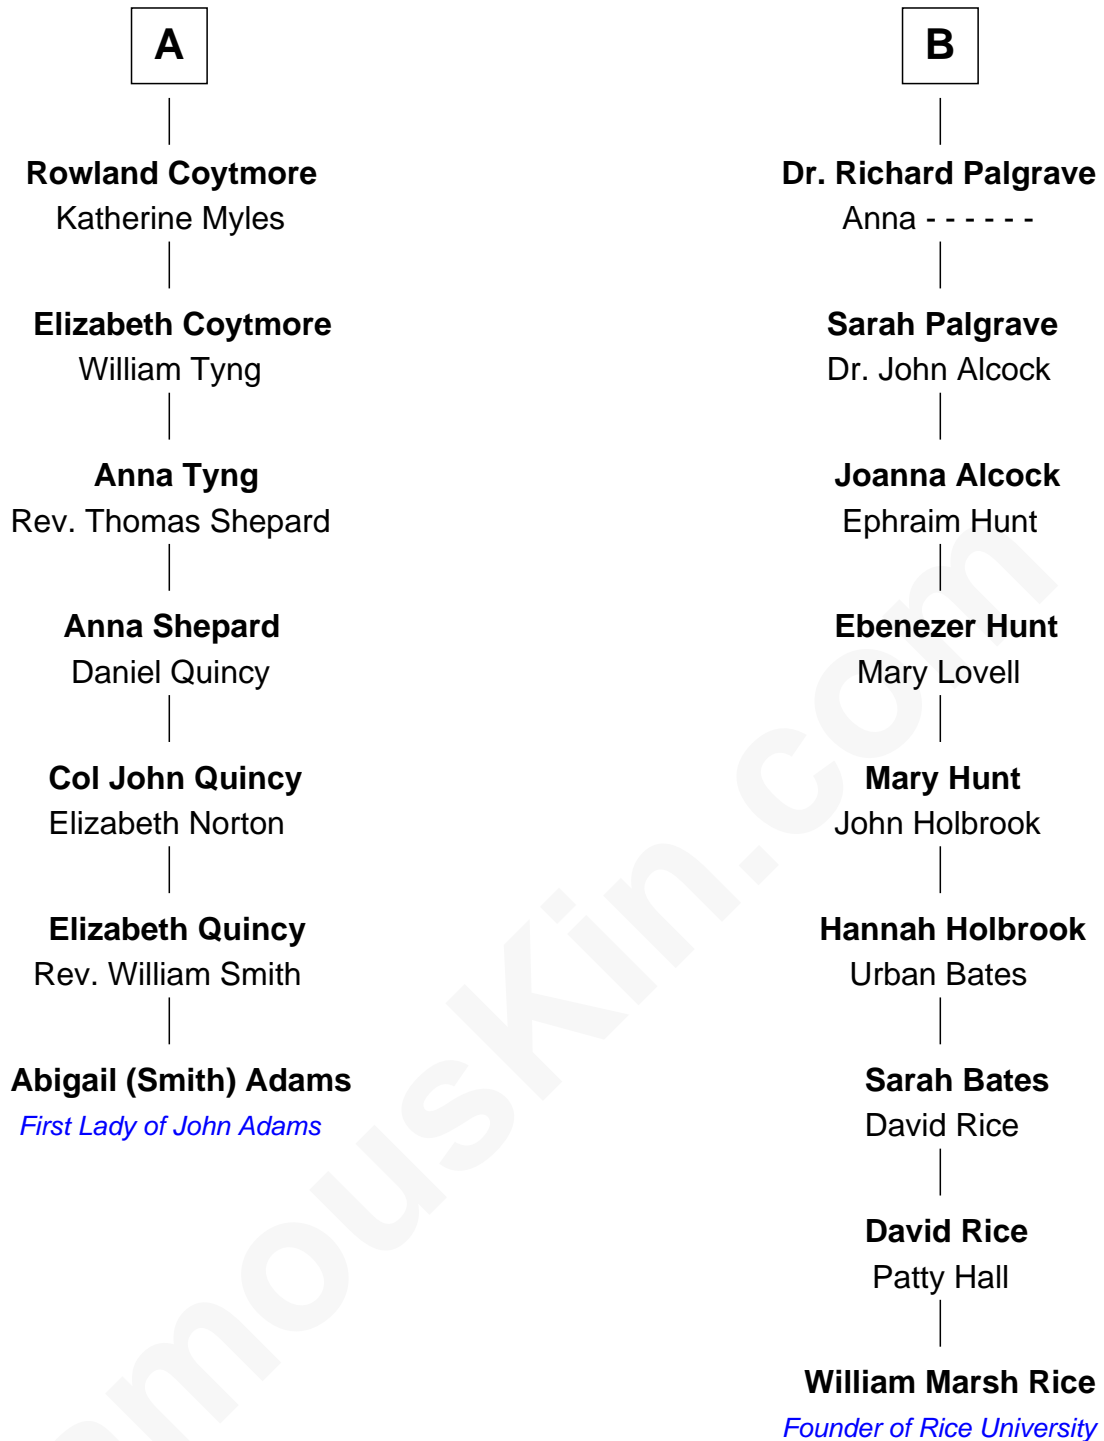 A
Rowland Coytmore
Katherine Myles
Elizabeth Coytmore
William Tyng
Anna Tyng
Rev. Thomas Shepard
Anna Shepard
Daniel Quincy
Col John Quincy
Elizabeth Norton
Elizabeth Quincy
Rev. William Smith
Abigail (Smith) Adams
First Lady of John Adams
B
Dr. Richard Palgrave
Anna - - - - - -
Sarah Palgrave
Dr. John Alcock
Joanna Alcock
Ephraim Hunt
Ebenezer Hunt
Mary Lovell
Mary Hunt
John Holbrook
Hannah Holbrook
Urban Bates
Sarah Bates
David Rice
David Rice
Patty Hall
William Marsh Rice
Founder of Rice University
amouskin.com